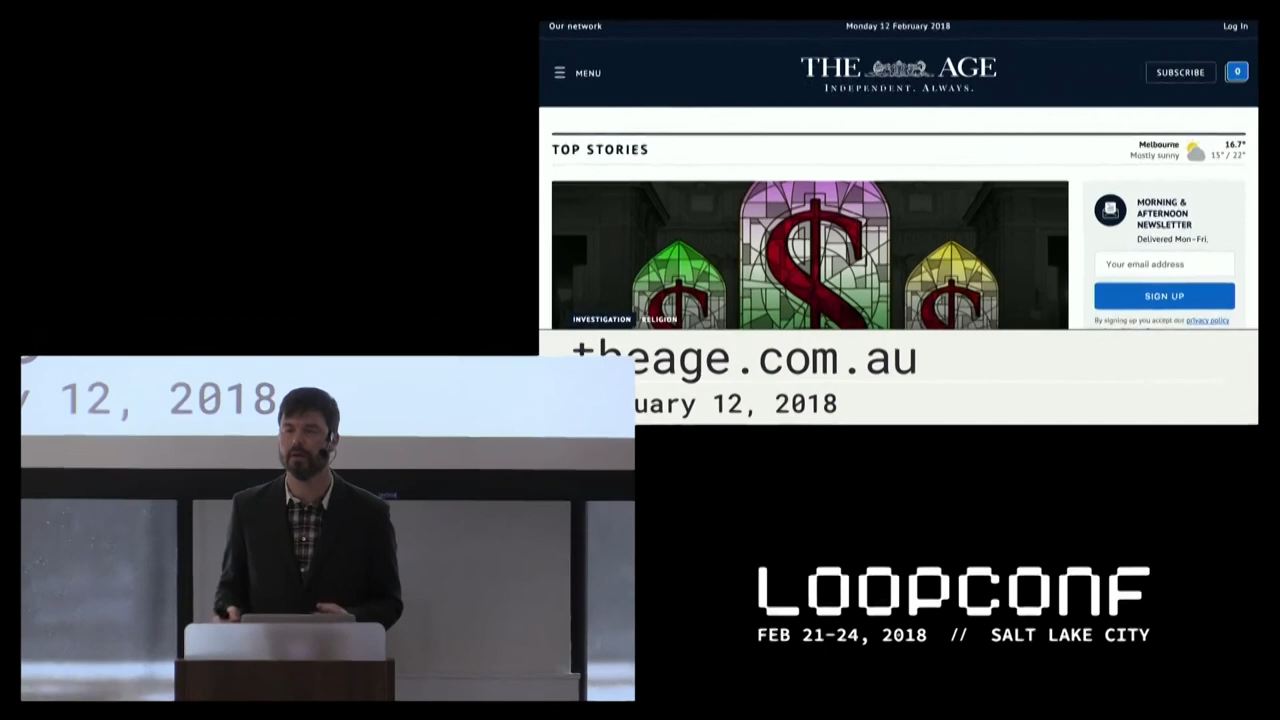 Our network
Monday 12 February 2018
Log In
MENU
THE AGE
INDEPENDENT. ALWAYS.
SUBSCRIBE
0
TOP STORIES
Melbourne
Mostly sunny
16.7°
15° / 22°
MORNING &
AFTERNOON
NEWSLETTER
Delivered Mon–Fri.
Your email address
SIGN UP
By signing up you accept our privacy policy
INVESTIGATION RELIGION
theage.com.au
uary 12, 2018
y 12, 2018
LOOPCONF
FEB 21-24, 2018 // SALT LAKE CITY